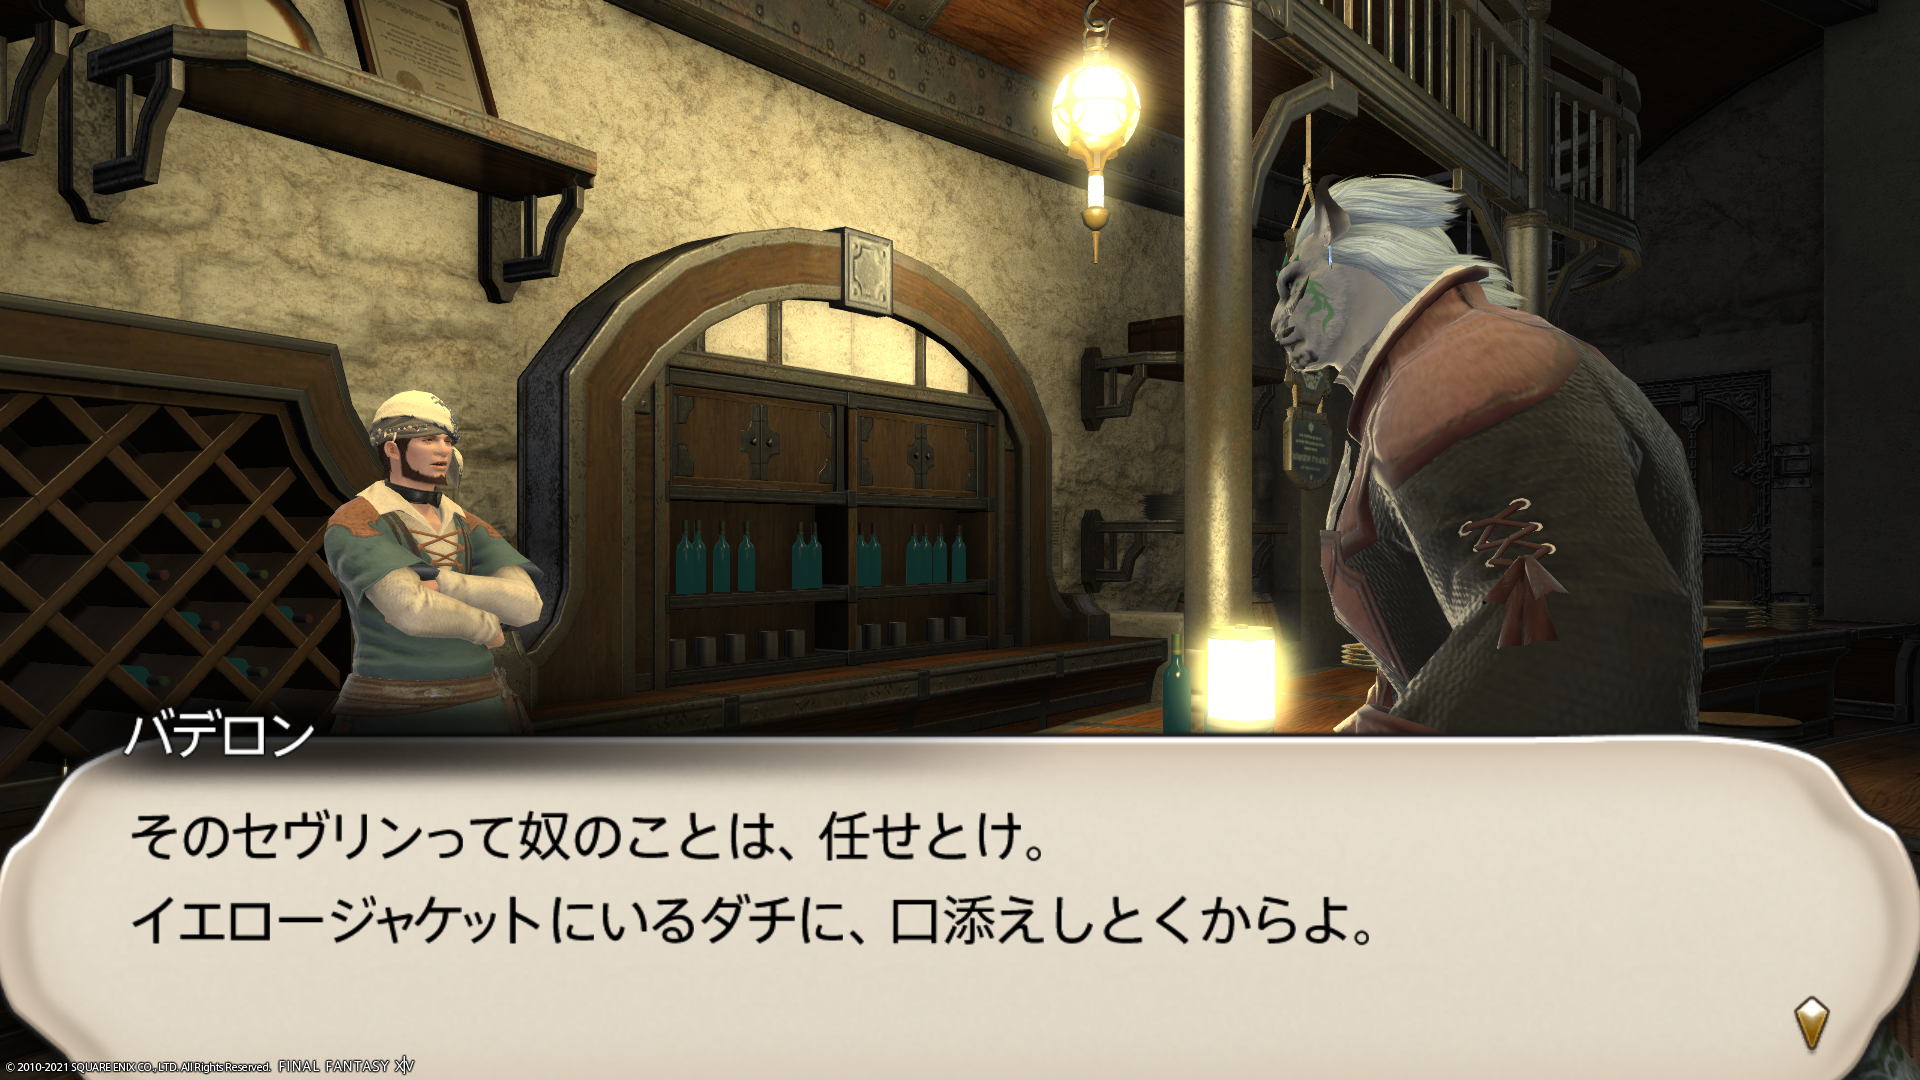 バデロン
そのセヴリンって奴のことは、任せとけ。
イエロージャケットにいるダチに、口添えしとくからよ。
© 2010-2021 SQUARE ENIX CO., LTD. All Rights Reserved. FINAL FANTASY XIV